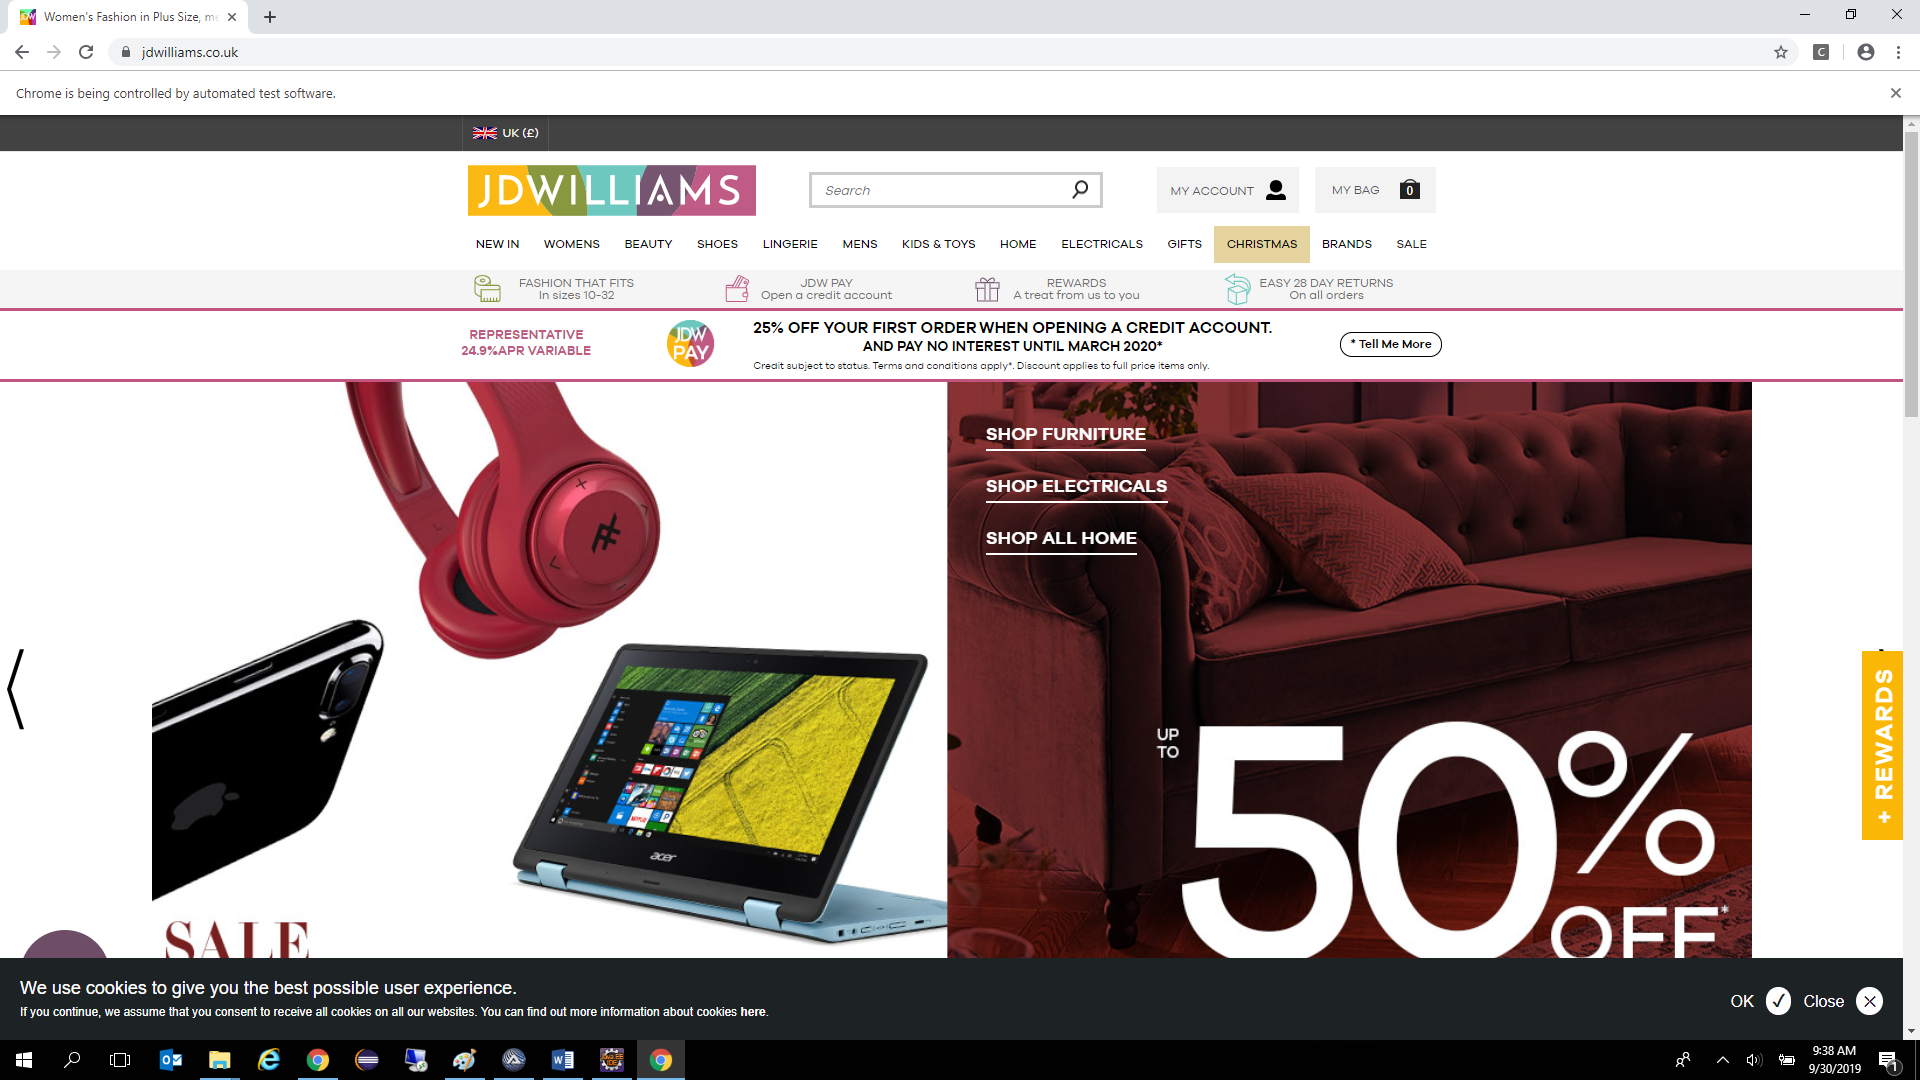 Women's Fashion in Plus Size, me
jdwilliams.co.uk
Chrome is being controlled by automated test software.
UK (£)
JDWILLIAMS
Search
MY ACCOUNT
MY BAG
0
NEW IN
WOMENS
BEAUTY
SHOES
LINGERIE
MENS
KIDS & TOYS
HOME
ELECTRICALS
GIFTS
CHRISTMAS
BRANDS
SALE
FASHION THAT FITS
In sizes 10-32
JDW PAY
Open a credit account
REWARDS
A treat from us to you
EASY 28 DAY RETURNS
On all orders
REPRESENTATIVE
24.9%APR VARIABLE
JDW
PAY
25% OFF YOUR FIRST ORDER WHEN OPENING A CREDIT ACCOUNT.
AND PAY NO INTEREST UNTIL MARCH 2020*
Credit subject to status. Terms and conditions apply*. Discount applies to full price items only.
* Tell Me More
SHOP FURNITURE
SHOP ELECTRICALS
SHOP ALL HOME
UP
TO
50%
OFF*
acer
SALE
+ REWARDS
We use cookies to give you the best possible user experience.
If you continue, we assume that you consent to receive all cookies on all our websites. You can find out more information about cookies here.
OK
Close
9:38 AM
9/30/2019
1